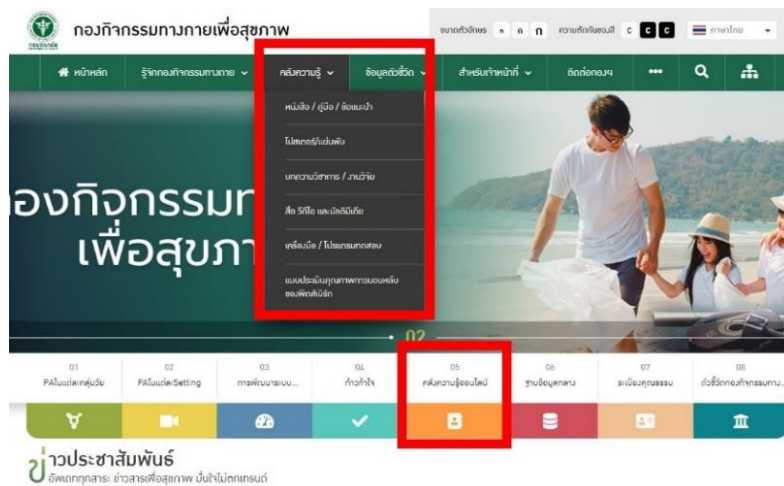 กองกิจกรรมทางกายเพื่อสุขภาพ
ขนาดตัวอักษร ก ก ก ความตัดกันของสี C C C ภาษาไทย
หน้าหลัก รู้จักกองกิจกรรมทางกาย คลังความรู้ ข้อมูลตัวชี้วัด สำหรับเจ้าหน้าที่ ติดต่อกองฯ
หนังสือ / คู่มือ / ข้อแนะนำ
โปสเตอร์/แผ่นพับ
บทความวิชาการ / งานวิจัย
สื่อ วีดีโอ และมัลติมีเดีย
เครื่องมือ / โปรแกรมทดสอบ
แบบประเมินคุณภาพการนอนหลับ
ของพิตส์เบิร์ก
องกิจกรรมท
เพื่อสุขภา
02
01 02 03 04 05 06 07 08
PAในแต่ละกลุ่มวัย PAในแต่ละSetting การพัฒนาระบบ... ก้าวท้าใจ คลังความรู้ออนไลน์ ฐานข้อมูลกลาง ระเบียงคุณธรรม ตัวชี้วัดกองกิจกรรมทาง..
ข่าวประชาสัมพันธ์
อัพเดททุกสาระ: ข่าวสารเพื่อสุขภาพ มั่นใจไม่ตกเทรนด์